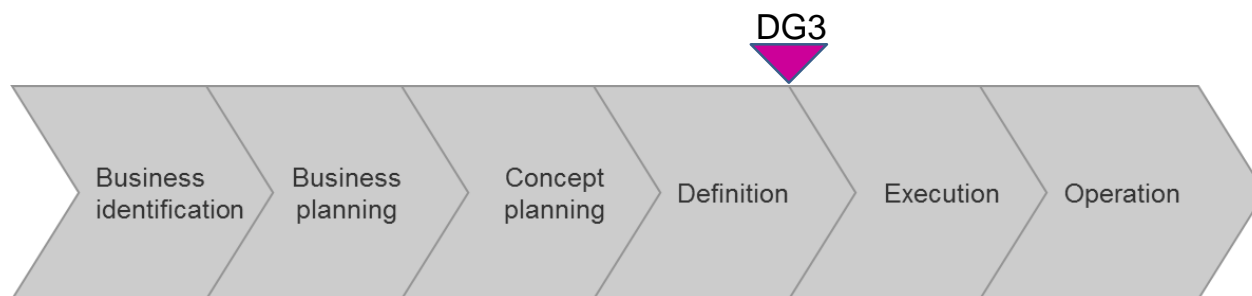 DG3
Business
identification
Business
planning
Concept
planning
Definition
Execution
Operation